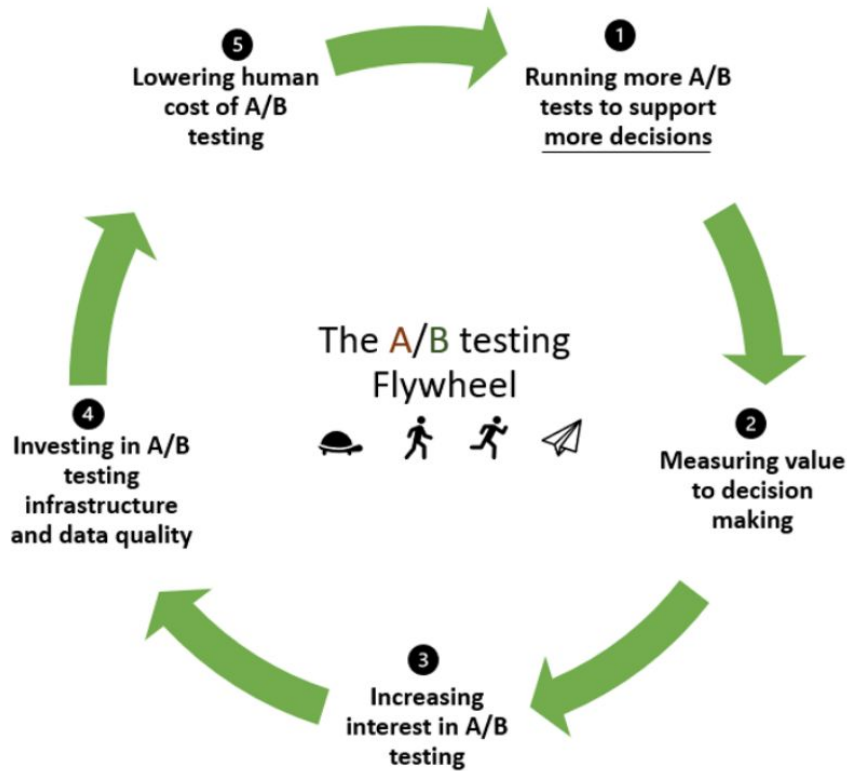 The A/B testing
Flywheel
1
Running more A/B
tests to support
more decisions
2
Measuring value
to decision
making
3
Increasing
interest in A/B
testing
4
Investing in A/B
testing
infrastructure
and data quality
5
Lowering human
cost of A/B
testing